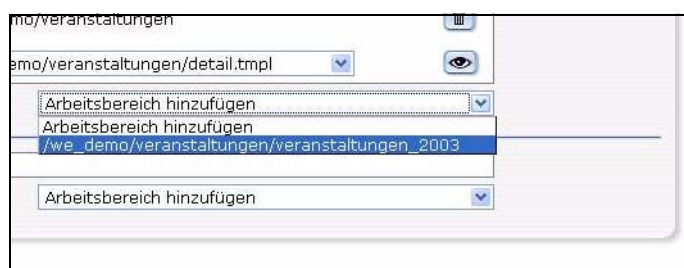 mo/veranstaltungen
emo/veranstaltungen/detail.tmpl
Arbeitsbereich hinzufügen
Arbeitsbereich hinzufügen
/we_demo/veranstaltungen/veranstaltungen_2003
Arbeitsbereich hinzufügen